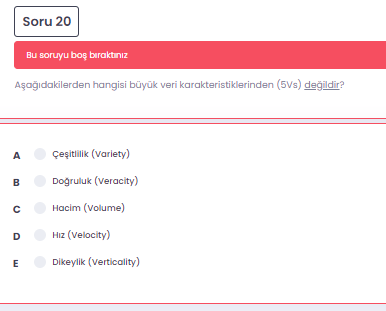 Soru 20
Bu soruyu boş bıraktınız
Aşağıdakilerden hangisi büyük veri karakteristiklerinden (5Vs) değildir?
A Çeşitlilik (Variety)
B Doğruluk (Veracity)
C Hacim (Volume)
D Hız (Velocity)
E Dikeylik (Verticality)